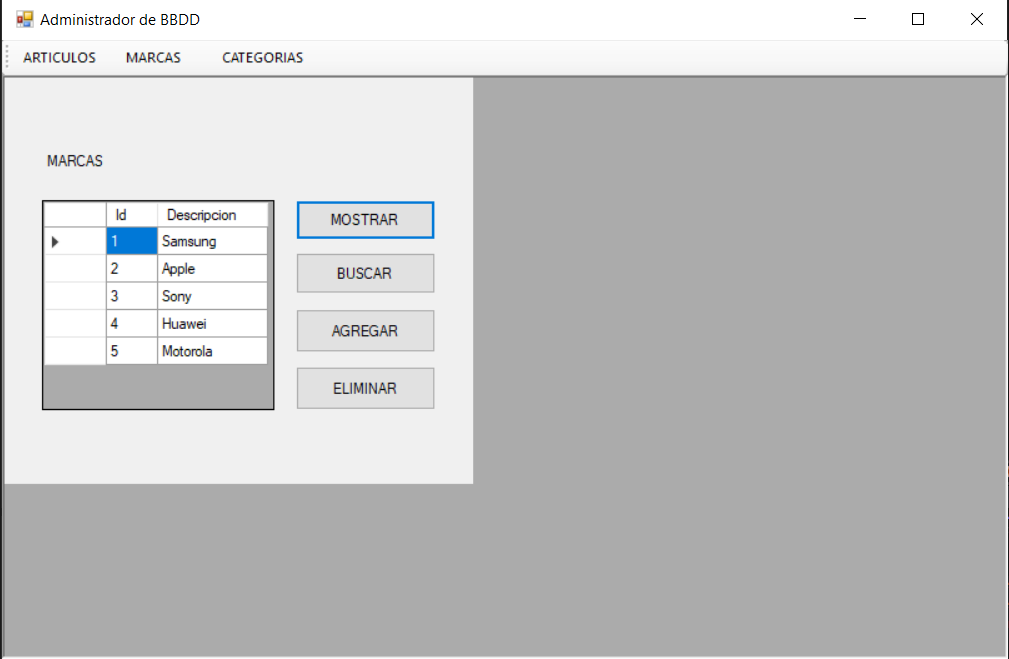 Administrador de BBDD
ARTICULOS MARCAS CATEGORIAS
MARCAS
Id Descripcion
1 Samsung
2 Apple
3 Sony
4 Huawei
5 Motorola
MOSTRAR
BUSCAR
AGREGAR
ELIMINAR